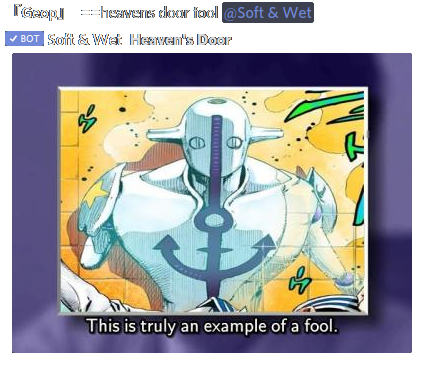 『Geop』 ==heavens door fool @Soft & Wet
✓ BOT Soft & Wet: Heaven's Door
This is truly an example of a fool.